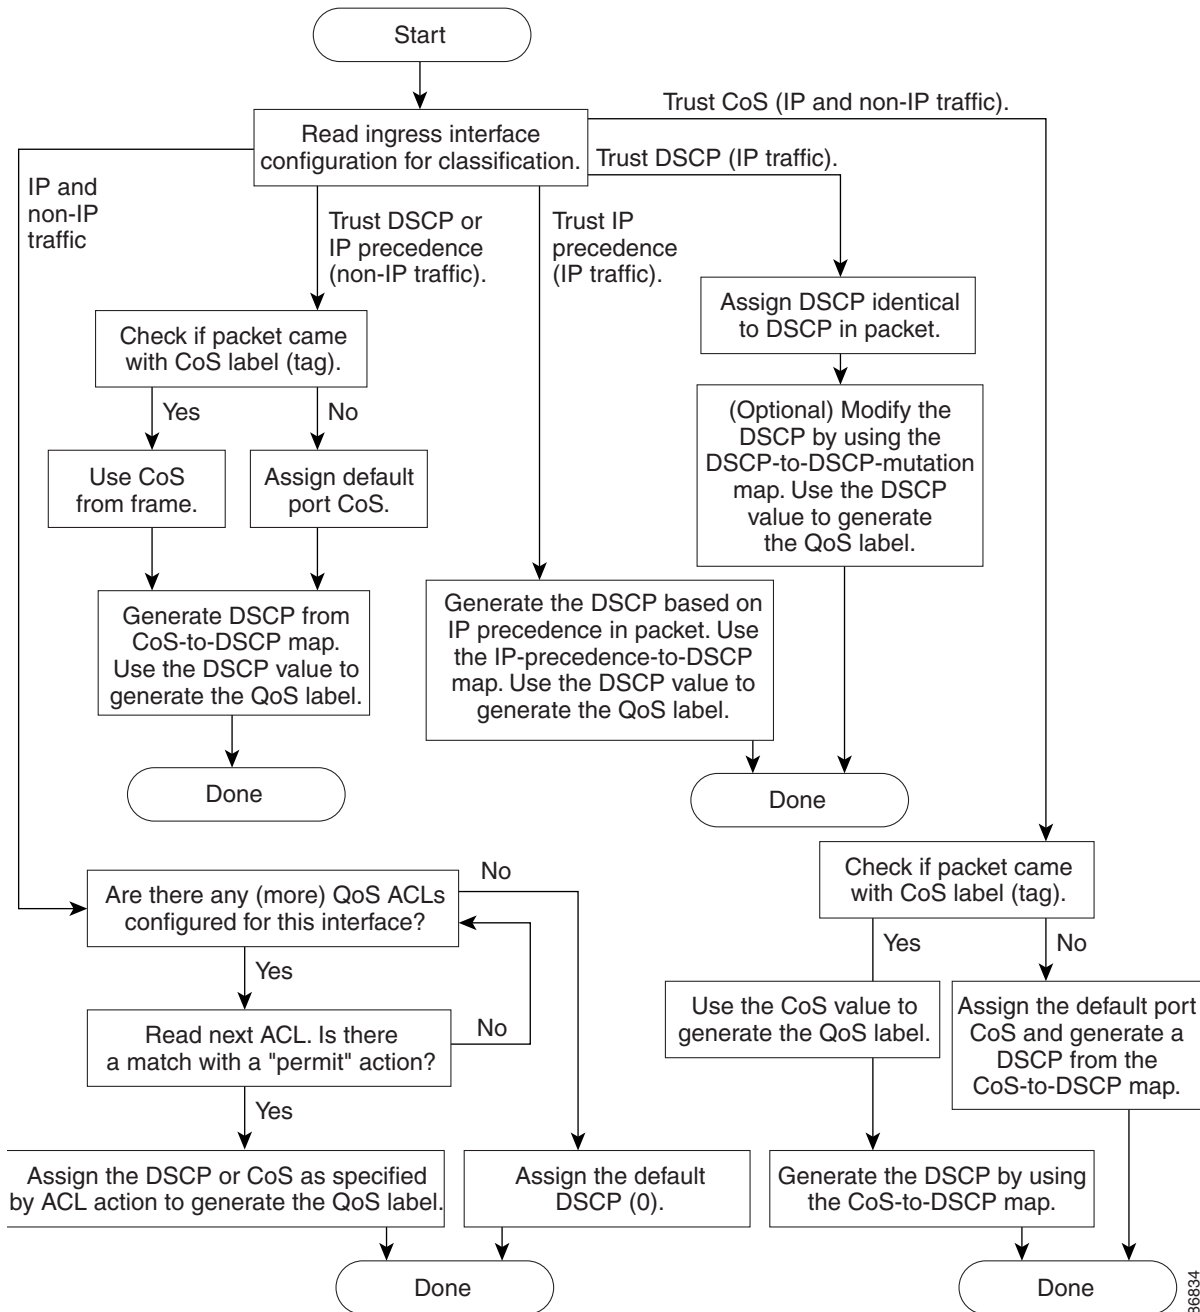 Start
Trust CoS (IP and non-IP traffic).
Read ingress interface
configuration for classification.
Trust DSCP (IP traffic).
IP and
non-IP
traffic
Trust DSCP or
IP precedence
(non-IP traffic).
Trust IP
precedence
(IP traffic).
Assign DSCP identical
to DSCP in packet.
Check if packet came
with CoS label (tag).
Yes
No
(Optional) Modify the
DSCP by using the
DSCP-to-DSCP-mutation
map. Use the DSCP
value to generate
the QoS label.
Use CoS
from frame.
Assign default
port CoS.
Generate DSCP from
CoS-to-DSCP map.
Use the DSCP value to
generate the QoS label.
Generate the DSCP based on
IP precedence in packet. Use
the IP-precedence-to-DSCP
map. Use the DSCP value to
generate the QoS label.
Done
Done
Are there any (more) QoS ACLs
configured for this interface?
No
Check if packet came
with CoS label (tag).
Yes
No
Yes
Read next ACL. Is there
a match with a "permit" action?
No
Use the CoS value to
generate the QoS label.
Assign the default port
CoS and generate a
DSCP from the
CoS-to-DSCP map.
Yes
Assign the DSCP or CoS as specified
by ACL action to generate the QoS label.
Assign the default
DSCP (0).
Generate the DSCP by using
the CoS-to-DSCP map.
Done
Done
86834